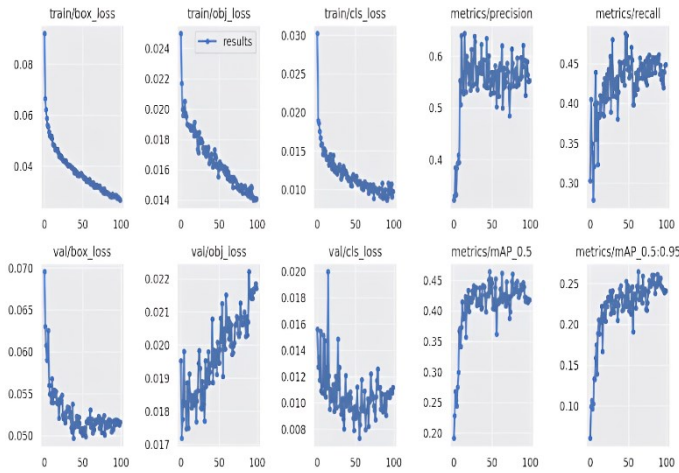 train/box_loss
0.08
0.06
0.04
0 50 100
train/obj_loss
results
0.024
0.022
0.020
0.018
0.016
0.014
0 50 100
train/cls_loss
0.030
0.025
0.020
0.015
0.010
0 50 100
metrics/precision
0.6
0.5
0.4
0 50 100
metrics/recall
0.45
0.40
0.35
0.30
0 50 100
val/box_loss
0.070
0.065
0.060
0.055
0.050
0 50 100
val/obj_loss
0.022
0.021
0.020
0.019
0.018
0.017
0 50 100
val/cls_loss
0.020
0.018
0.016
0.014
0.012
0.010
0.008
0 50 100
metrics/mAP_0.5
0.45
0.40
0.35
0.30
0.25
0.20
0 50 100
metrics/mAP_0.5:0.95
0.25
0.20
0.15
0.10
0 50 100